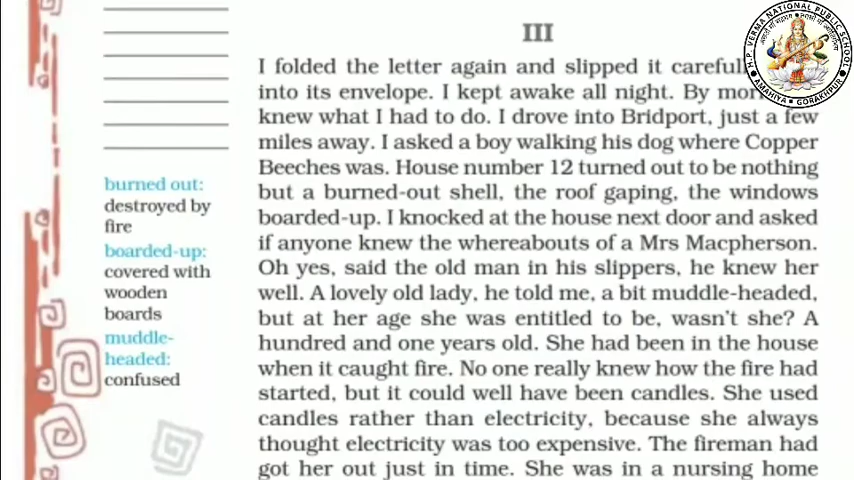 III
I folded the letter again and slipped it carefull
into its envelope. I kept awake all night. By mor
knew what I had to do. I drove into Bridport, just a few
miles away. I asked a boy walking his dog where Copper
Beeches was. House number 12 turned out to be nothing
but a burned-out shell, the roof gaping, the windows
boarded-up. I knocked at the house next door and asked
if anyone knew the whereabouts of a Mrs Macpherson.
Oh yes, said the old man in his slippers, he knew her
well. A lovely old lady, he told me, a bit muddle-headed,
but at her age she was entitled to be, wasn't she? A
hundred and one years old. She had been in the house
when it caught fire. No one really knew how the fire had
started, but it could well have been candles. She used
candles rather than electricity, because she always
thought electricity was too expensive. The fireman had
got her out just in time. She was in a nursing home
burned out:
destroyed by
fire
boarded-up:
covered with
wooden
boards
muddle-
headed:
confused
H.P. VERMA NATIONAL PUBLIC SCHOOL
AMAHIYA, GORAKHPUR